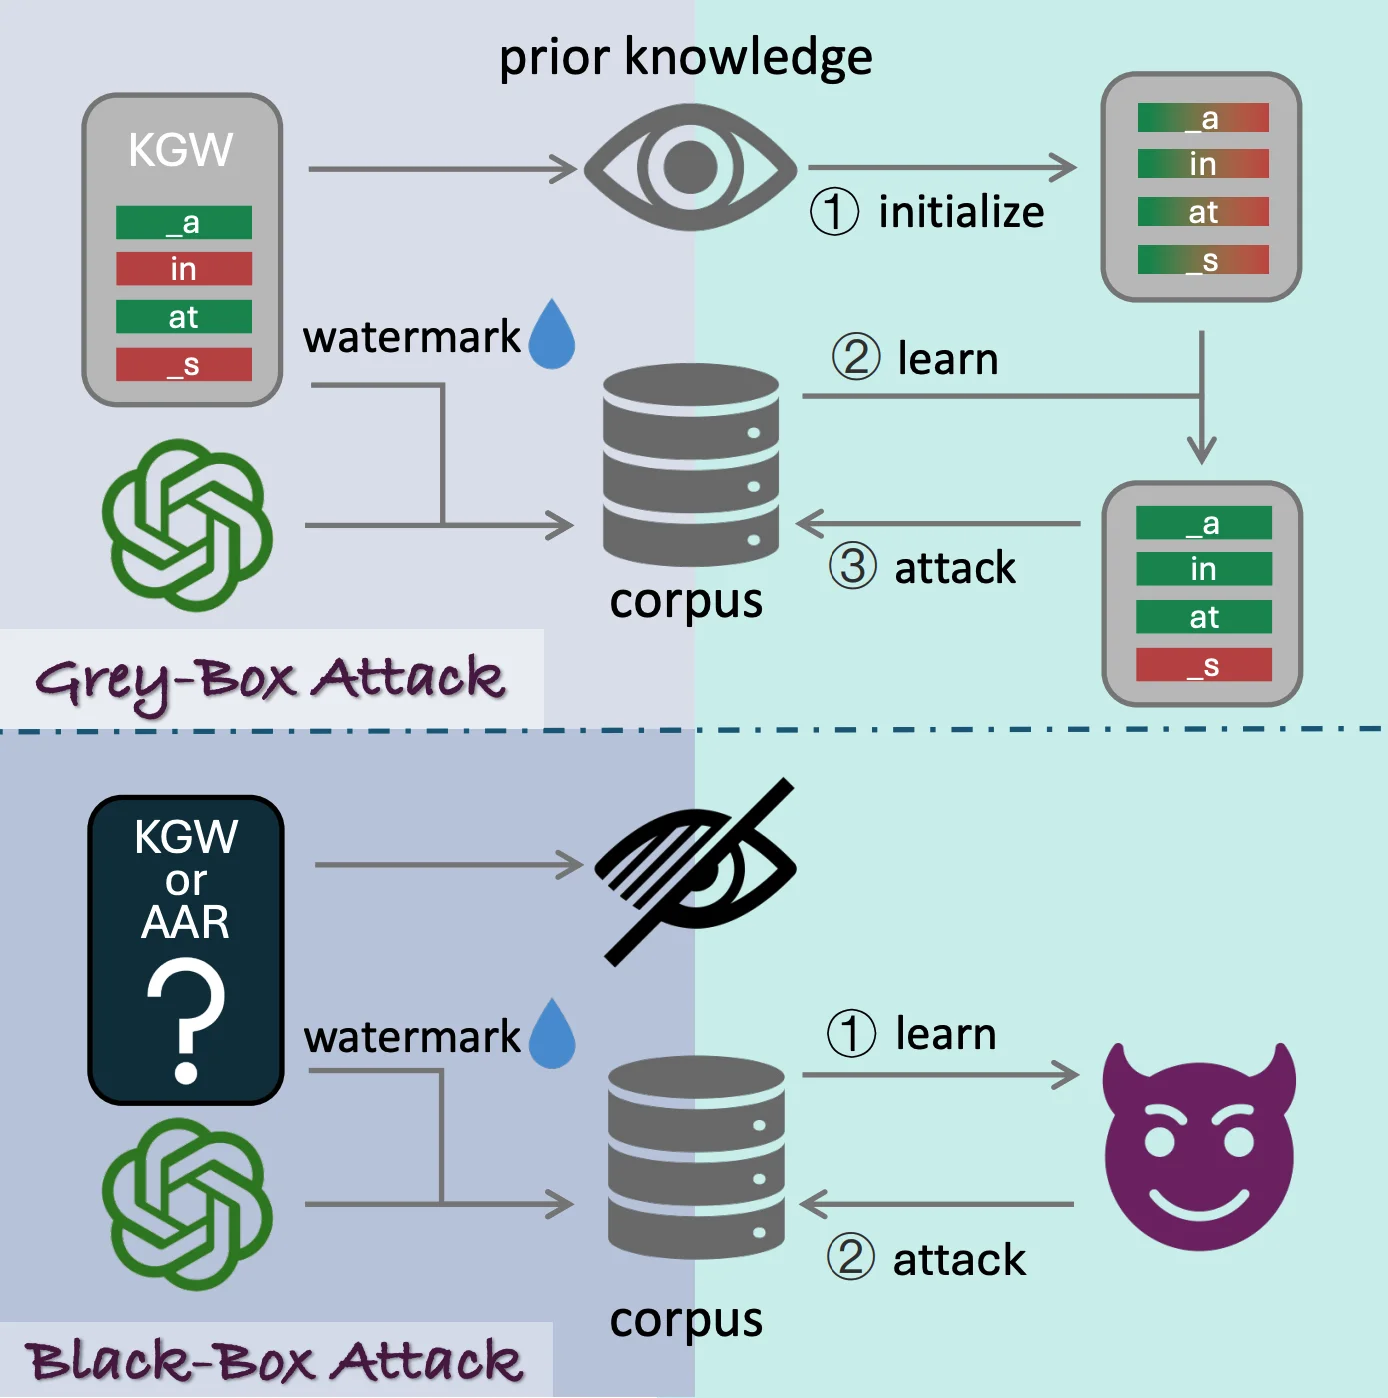 prior knowledge
KGW
_a
in
at
_s
① initialize
_a
in
at
_s
watermark
② learn
③ attack
corpus
_a
in
at
_s
Grey-Box Attack
KGW
or
AAR
?
watermark
① learn
② attack
corpus
Black-Box Attack